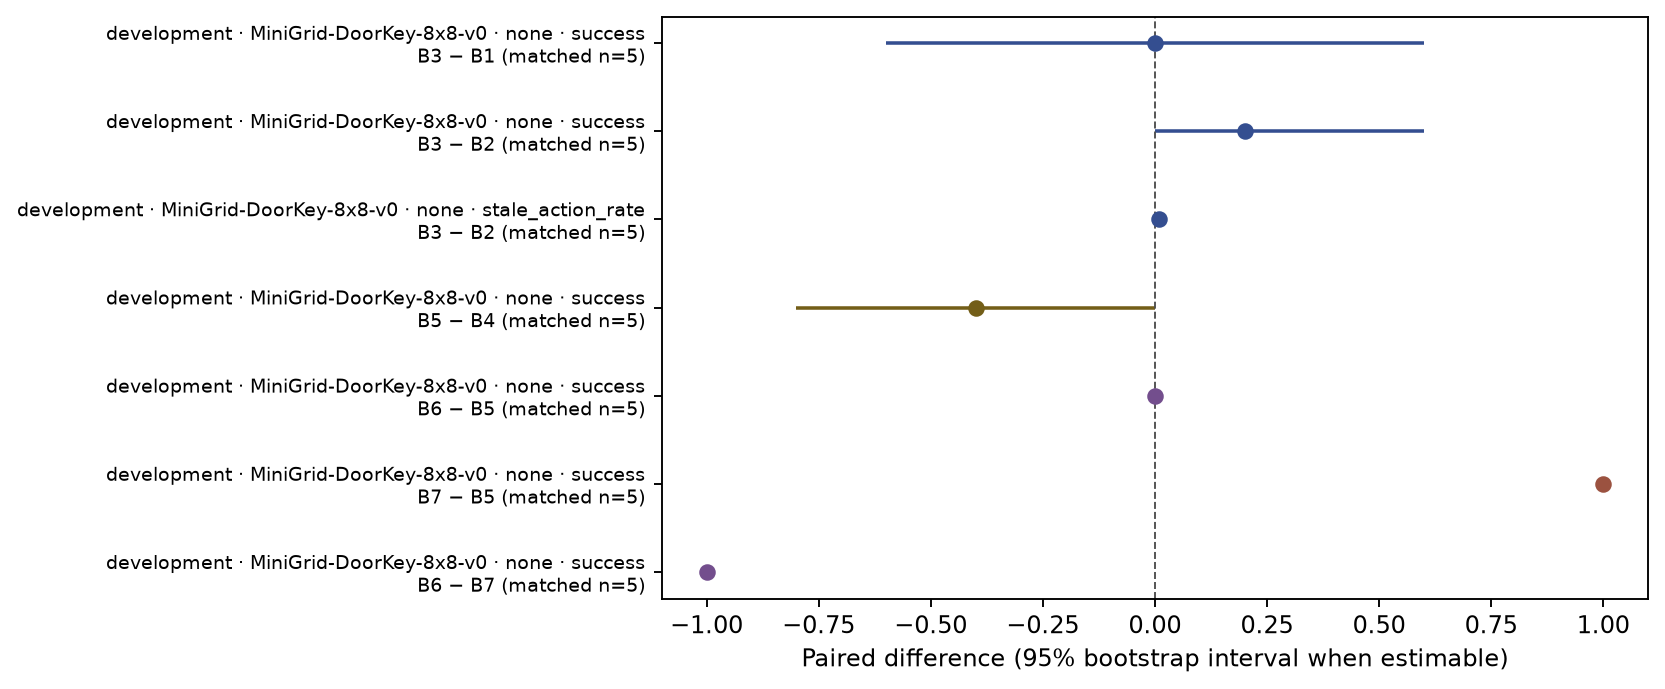 development · MiniGrid-DoorKey-8x8-v0 · none · success
B3 − B1 (matched n=5)
development · MiniGrid-DoorKey-8x8-v0 · none · success
B3 − B2 (matched n=5)
development · MiniGrid-DoorKey-8x8-v0 · none · stale_action_rate
B3 − B2 (matched n=5)
development · MiniGrid-DoorKey-8x8-v0 · none · success
B5 − B4 (matched n=5)
development · MiniGrid-DoorKey-8x8-v0 · none · success
B6 − B5 (matched n=5)
development · MiniGrid-DoorKey-8x8-v0 · none · success
B7 − B5 (matched n=5)
development · MiniGrid-DoorKey-8x8-v0 · none · success
B6 − B7 (matched n=5)
−1.00 −0.75 −0.50 −0.25 0.00 0.25 0.50 0.75 1.00
Paired difference (95% bootstrap interval when estimable)